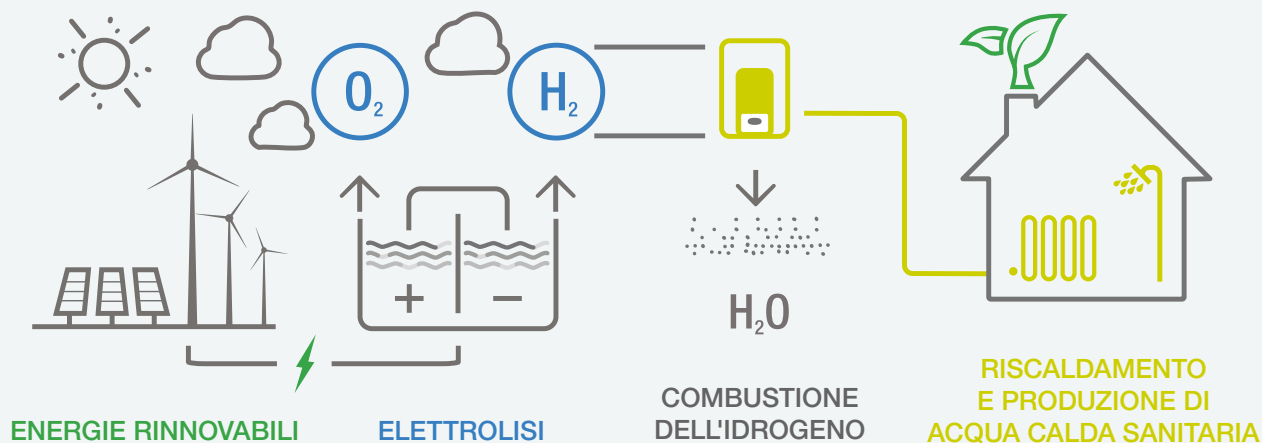 O₂
H₂
+ −
H₂O
ENERGIE RINNOVABILI
ELETTROLISI
COMBUSTIONE
DELL'IDROGENO
RISCALDAMENTO
E PRODUZIONE DI
ACQUA CALDA SANITARIA